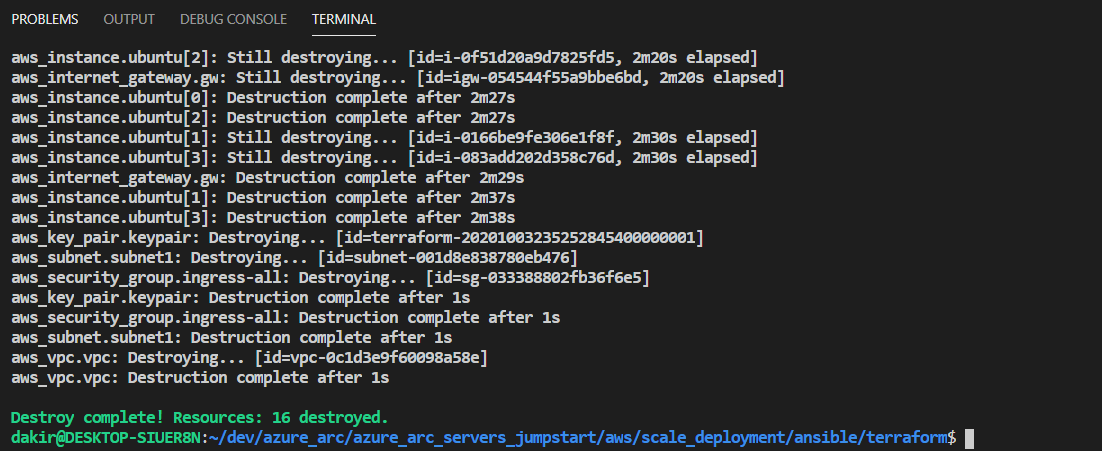 PROBLEMS OUTPUT DEBUG CONSOLE TERMINAL
aws_instance.ubuntu[2]: Still destroying... [id=i-0f51d20a9d7825fd5, 2m20s elapsed]
aws_internet_gateway.gw: Still destroying... [id=igw-054544f55a9bbe6bd, 2m20s elapsed]
aws_instance.ubuntu[0]: Destruction complete after 2m27s
aws_instance.ubuntu[2]: Destruction complete after 2m27s
aws_instance.ubuntu[1]: Still destroying... [id=i-0166be9fe306e1f8f, 2m30s elapsed]
aws_instance.ubuntu[3]: Still destroying... [id=i-083add202d358c76d, 2m30s elapsed]
aws_internet_gateway.gw: Destruction complete after 2m29s
aws_instance.ubuntu[1]: Destruction complete after 2m37s
aws_instance.ubuntu[3]: Destruction complete after 2m38s
aws_key_pair.keypair: Destroying... [id=terraform-20201003235252845400000001]
aws_subnet.subnet1: Destroying... [id=subnet-001d8e838780eb476]
aws_security_group.ingress-all: Destroying... [id=sg-033388802fb36f6e5]
aws_key_pair.keypair: Destruction complete after 1s
aws_security_group.ingress-all: Destruction complete after 1s
aws_subnet.subnet1: Destruction complete after 1s
aws_vpc.vpc: Destroying... [id=vpc-0c1d3e9f60098a58e]
aws_vpc.vpc: Destruction complete after 1s
Destroy complete! Resources: 16 destroyed.
dakir@DESKTOP-SIUER8N:~/dev/azure_arc/azure_arc_servers_jumpstart/aws/scale_deployment/ansible/terraform$